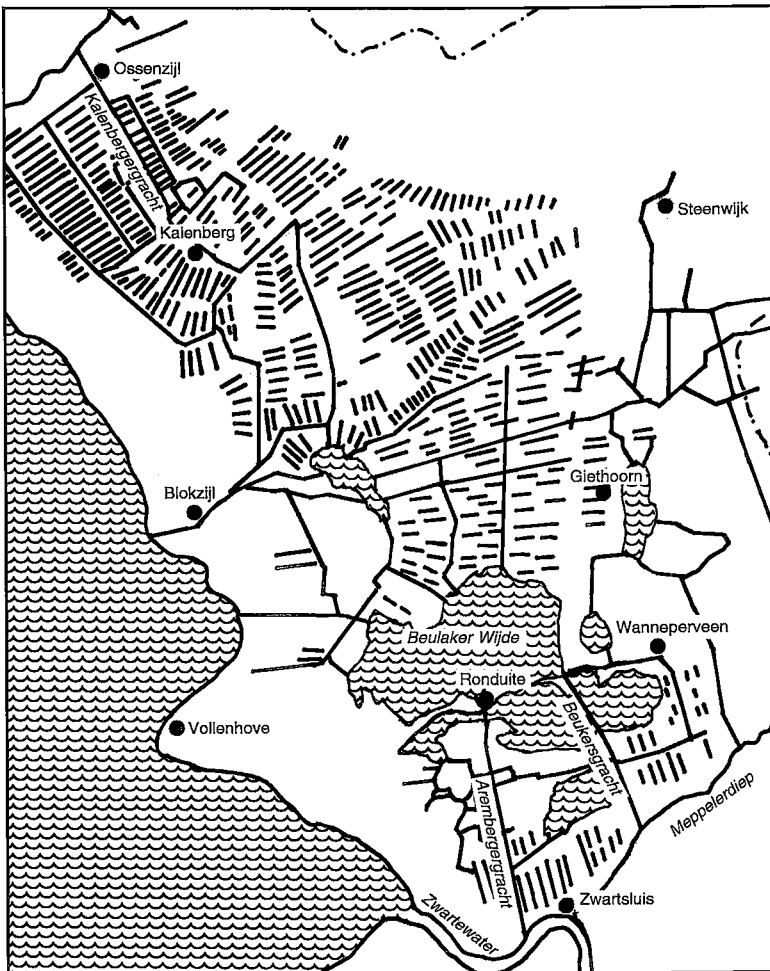 Ossenzijl
Kalenbergergracht
Steenwijk
Kalenberg
Giethoorn
Blokzijl
Wanneperveen
Beulaker Wijde
Ronduite
Vollenhove
Beukersgracht
Arembergergracht
Meppelerdiep
Zwartewater
Zwartsluis